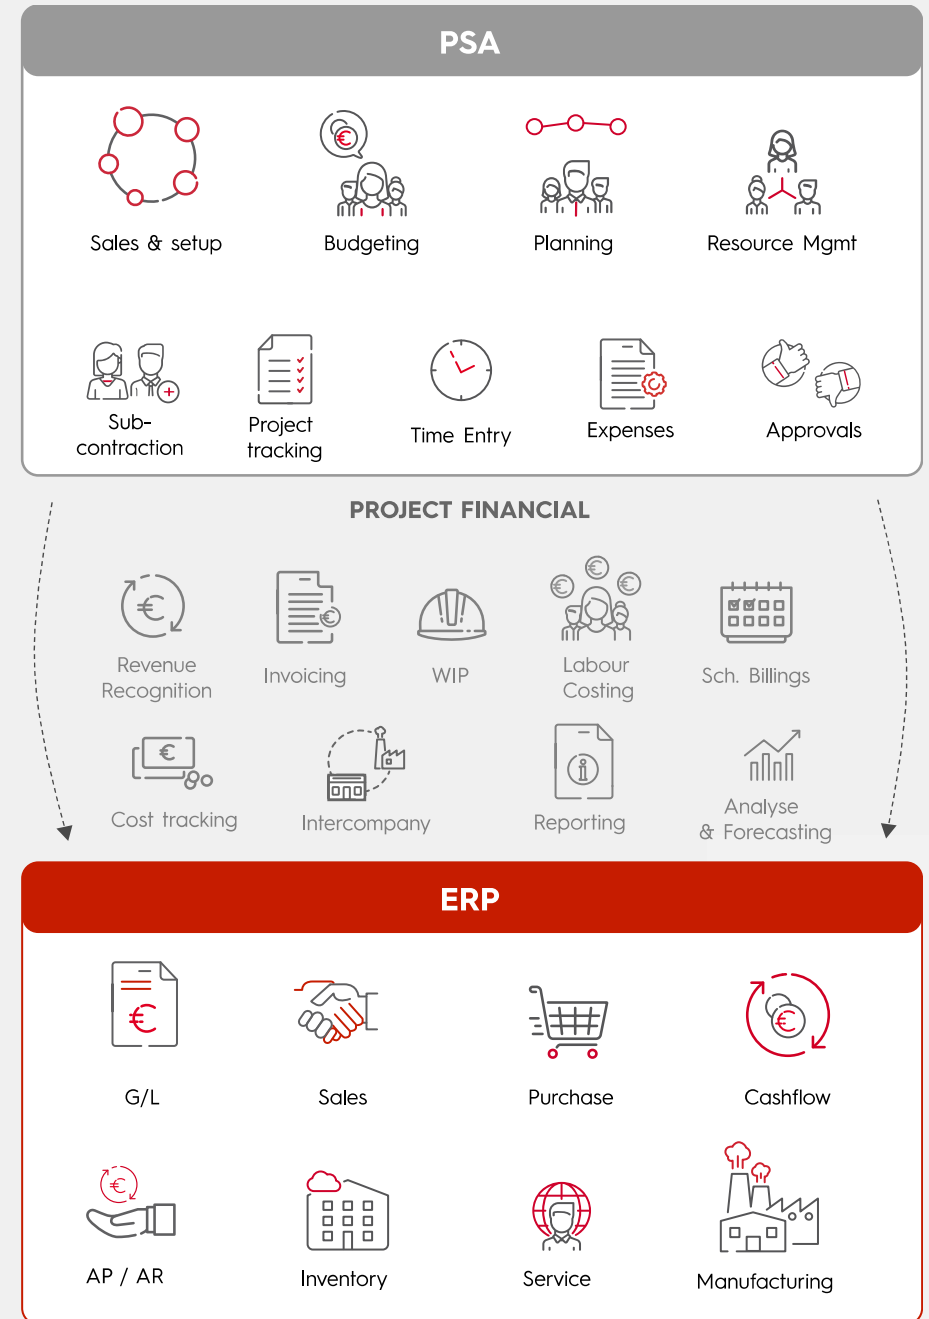 PSA
Sales & setup
Budgeting
Planning
Resource Mgmt
Sub-
contraction
Project
tracking
Time Entry
Expenses
Approvals
PROJECT FINANCIAL
Revenue
Recognition
Invoicing
WIP
Labour
Costing
Sch. Billings
Cost tracking
Intercompany
Reporting
Analyse
& Forecasting
ERP
G/L
Sales
Purchase
Cashflow
AP / AR
Inventory
Service
Manufacturing